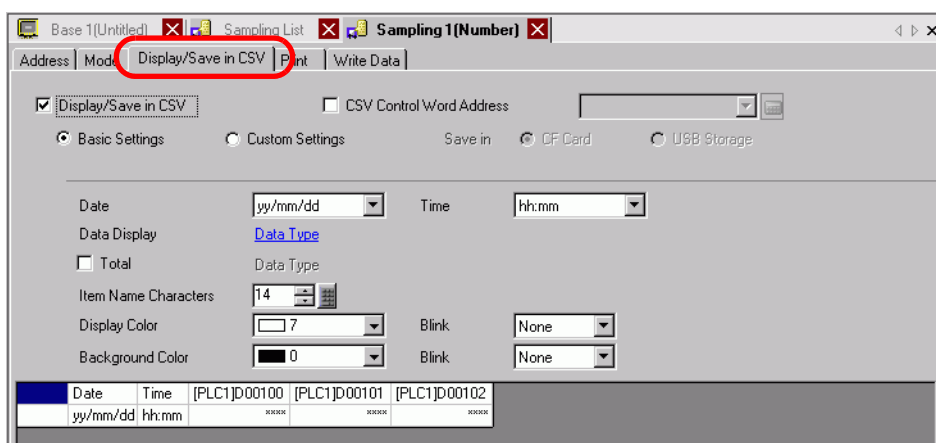 Base 1(Untitled) Sampling List Sampling 1(Number)
Address Mode Display/Save in CSV Print Write Data
Display/Save in CSV CSV Control Word Address
Basic Settings Custom Settings Save in CF Card USB Storage
Date yy/mm/dd Time hh:mm
Data Display Data Type
Total Data Type
Item Name Characters 14
Display Color 7 Blink None
Background Color 0 Blink None
Date Time [PLC1]D00100 [PLC1]D00101 [PLC1]D00102
yy/mm/dd hh:mm **** **** ****